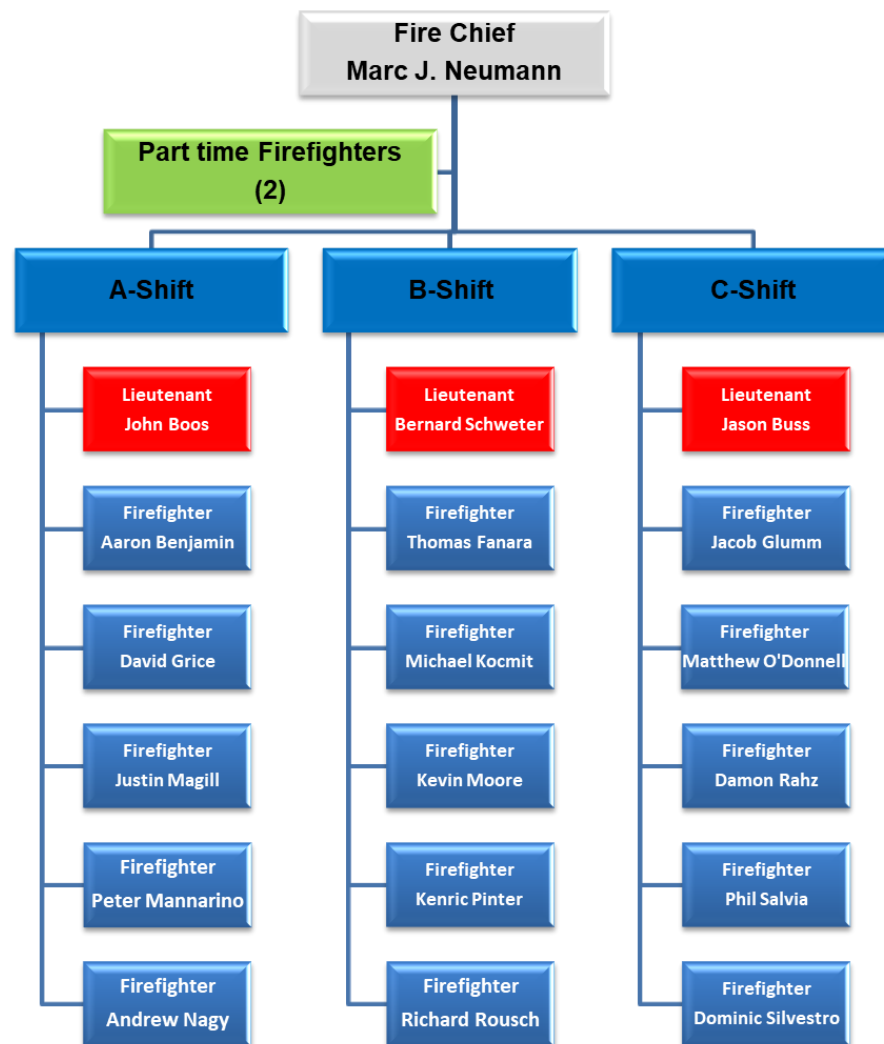 Fire Chief
Marc J. Neumann
Part time Firefighters
(2)
A-Shift
Lieutenant
John Boos
Firefighter
Aaron Benjamin
Firefighter
David Grice
Firefighter
Justin Magill
Firefighter
Peter Mannarino
Firefighter
Andrew Nagy
B-Shift
Lieutenant
Bernard Schweter
Firefighter
Thomas Fanara
Firefighter
Michael Kocmit
Firefighter
Kevin Moore
Firefighter
Kenric Pinter
Firefighter
Richard Rousch
C-Shift
Lieutenant
Jason Buss
Firefighter
Jacob Glumm
Firefighter
Matthew O'Donnell
Firefighter
Damon Rahz
Firefighter
Phil Salvia
Firefighter
Dominic Silvestro